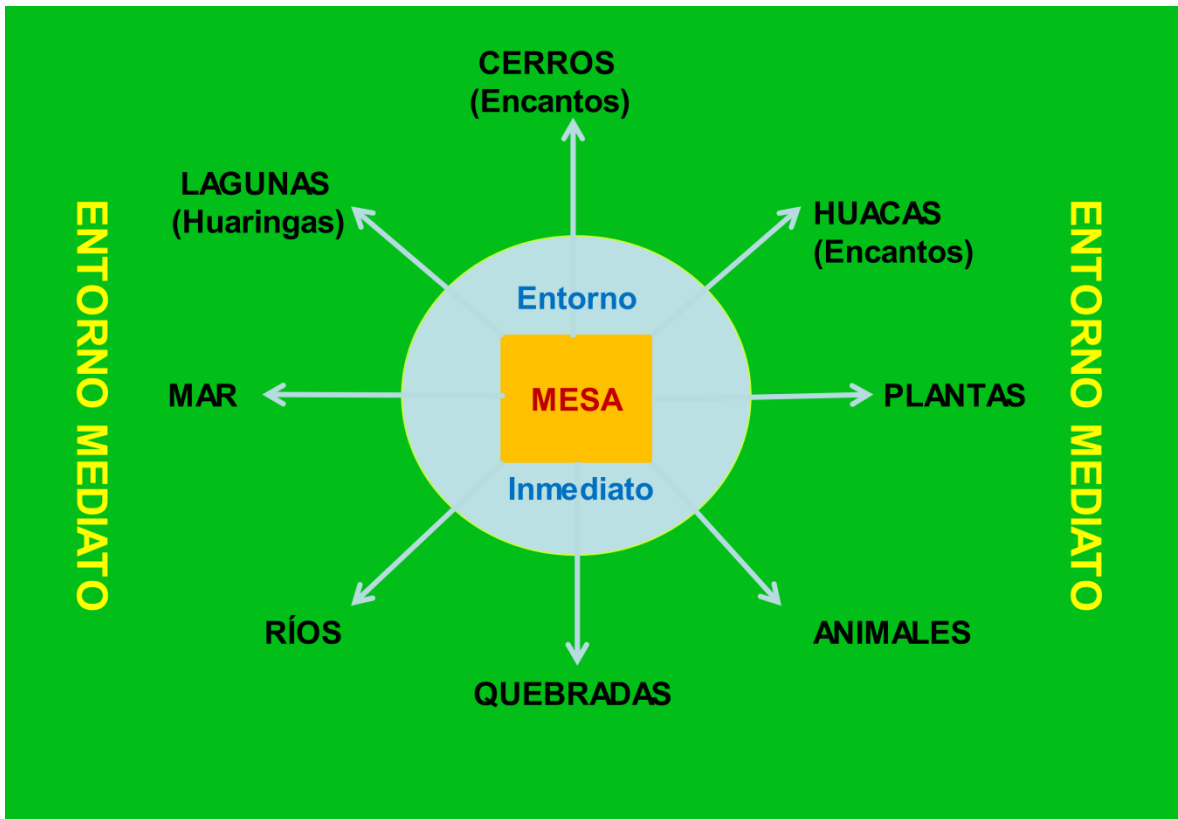 CERROS
(Encantos)
LAGUNAS
(Huaringas)
HUACAS
(Encantos)
ENTORNO MEDIATO
ENTORNO MEDIATO
Entorno
MAR
MESA
PLANTAS
Inmediato
RÍOS
ANIMALES
QUEBRADAS